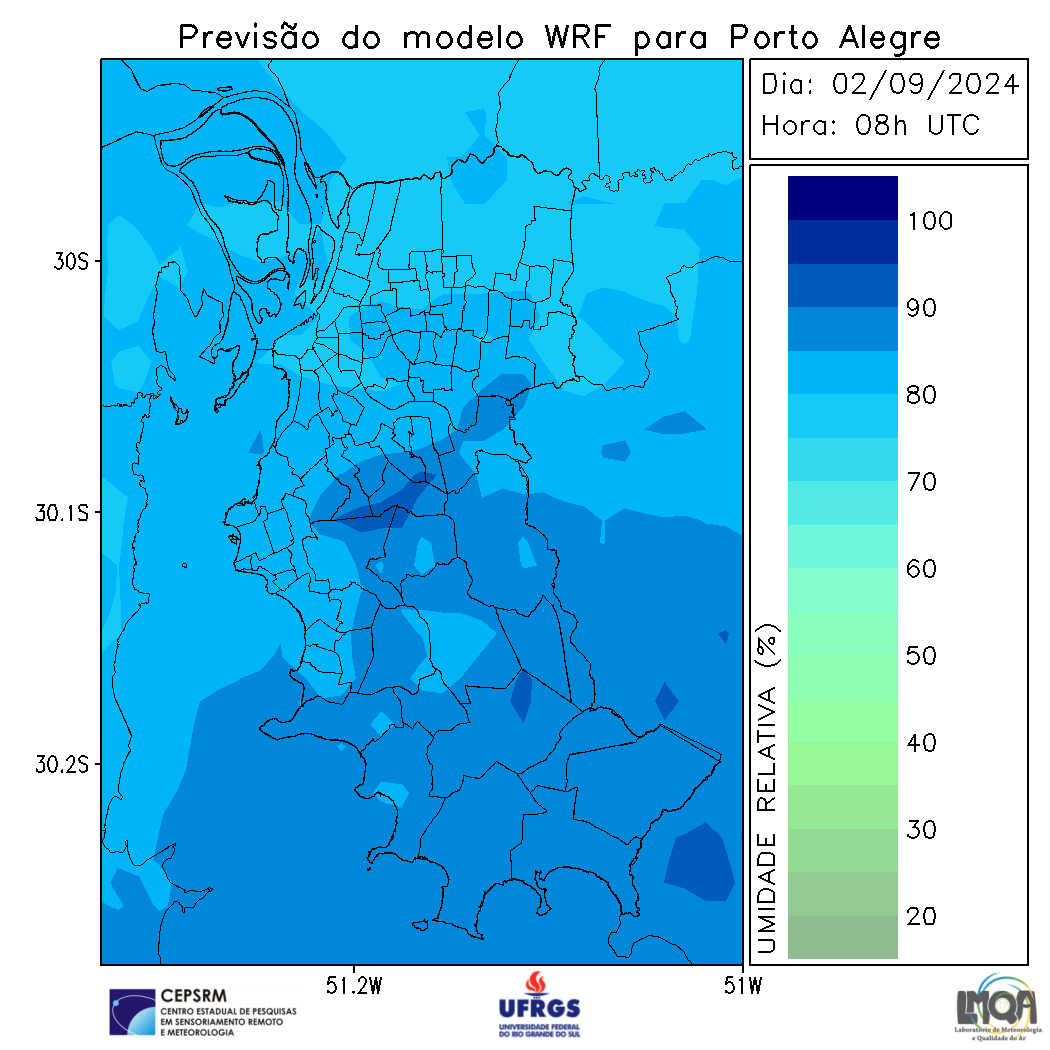 Previsão do modelo WRF para Porto Alegre
Dia: 02/09/2024
Hora: 08h UTC
30S
30.1S
30.2S
51.2W
51W
100
90
80
70
60
50
40
30
20
UMIDADE RELATIVA (%)
CEPSRM
CENTRO ESTADUAL DE PESQUISAS
EM SENSORIAMENTO REMOTO
E METEOROLOGIA
UFRGS
UNIVERSIDADE FEDERAL
DO RIO GRANDE DO SUL
LMQA
Laboratório de Meteorologia
e Qualidade do Ar